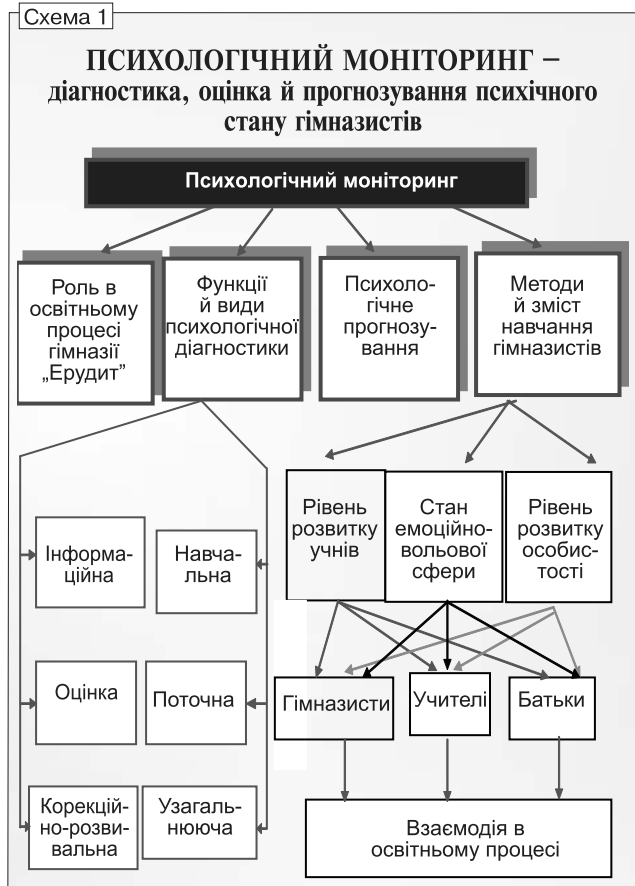 Схема 1
ПСИХОЛОГІЧНИЙ МОНІТОРИНГ –
діагностика, оцінка й прогнозування психічного
стану гімназистів
Психологічний моніторинг
Роль в
освітньому
процесі
гімназії
„Ерудит”
Функції
й види
психологічної
діагностики
Психоло-
гічне
прогнозу-
вання
Методи
й зміст
навчання
гімназистів
Інформа-
ційна
Навча-
льна
Оцінка
Поточна
Корекцій-
но-розви-
вальна
Узагаль-
нююча
Рівень
розвитку
учнів
Стан
емоційно-
вольової
сфери
Рівень
розвитку
особис-
тості
Гімназисти
Учителі
Батьки
Взаємодія в
освітньому процесі